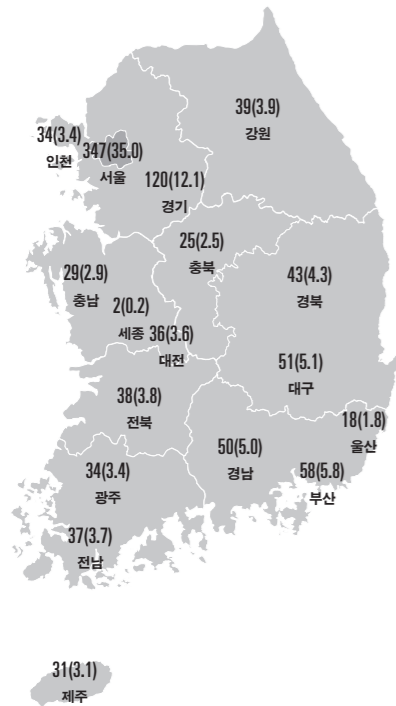 39(3.9)
강원
34(3.4)
인천
347(35.0)
서울
120(12.1)
경기
25(2.5)
충북
29(2.9)
충남
43(4.3)
경북
2(0.2)
세종
36(3.6)
대전
51(5.1)
대구
38(3.8)
전북
18(1.8)
울산
50(5.0)
경남
58(5.8)
부산
34(3.4)
광주
37(3.7)
전남
31(3.1)
제주